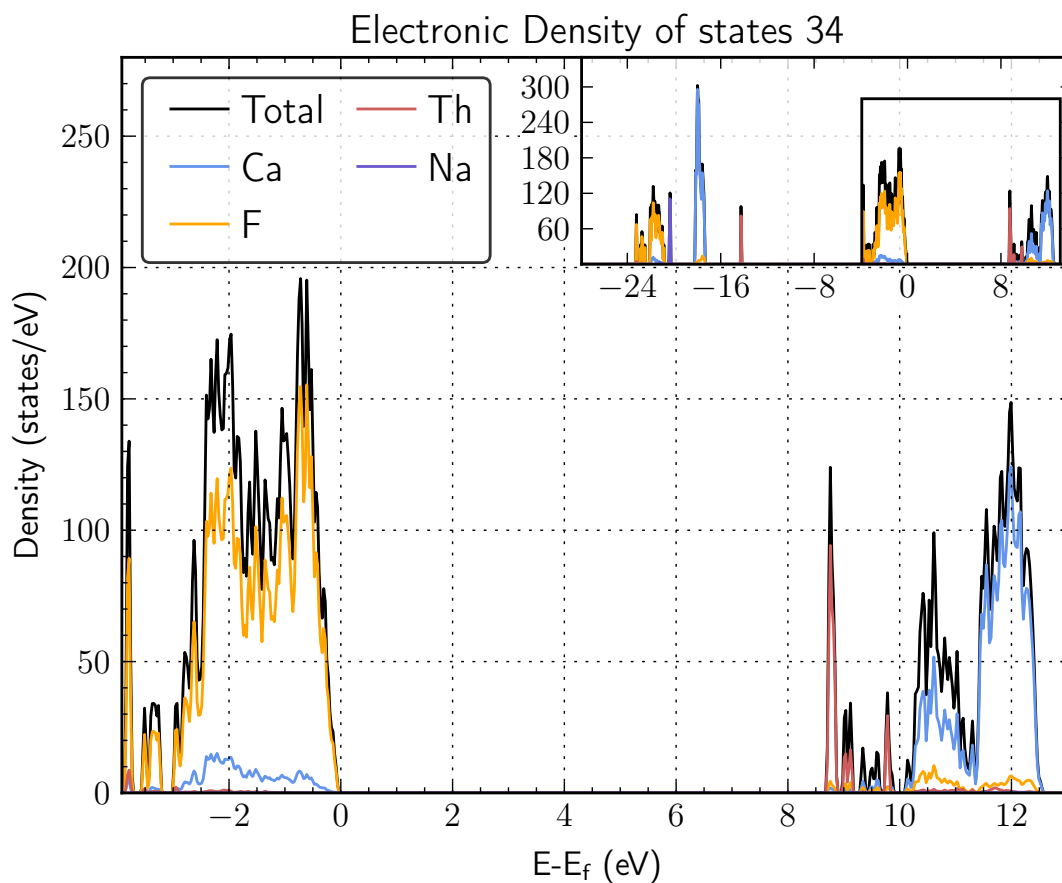 Electronic Density of states 34
Total
Ca
F
Th
Na
300
240
180
120
60
−24 −16 −8 0 8
250
200
150
100
50
0
−2 0 2 4 6 8 10 12
Density (states/eV)
E-E_f (eV)